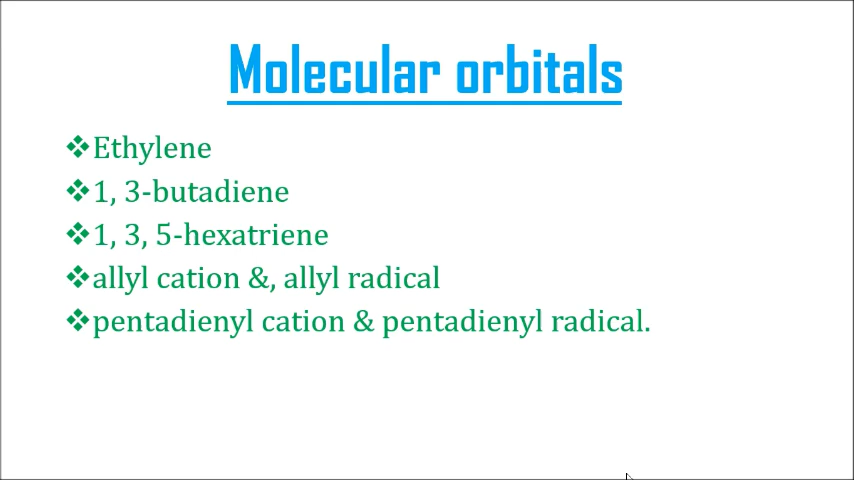 Molecular orbitals
❖Ethylene
❖1, 3-butadiene
❖1, 3, 5-hexatriene
❖allyl cation &, allyl radical
❖pentadienyl cation & pentadienyl radical.